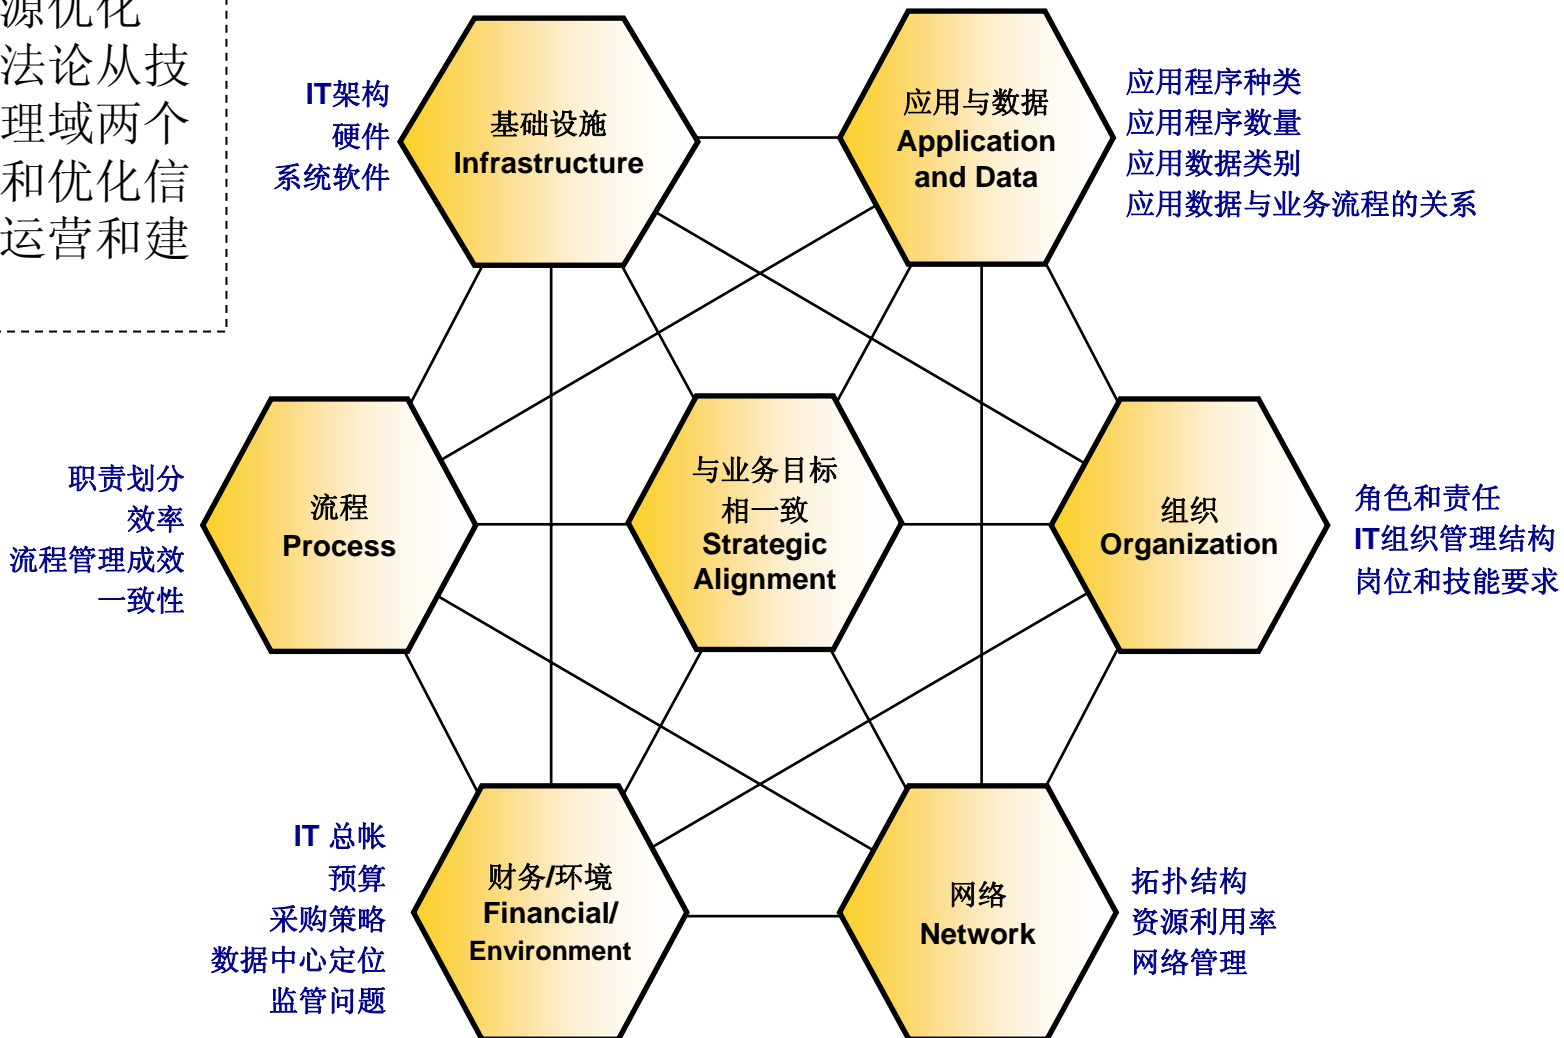 源优化
法论从技
理域两个
和优化信
运营和建
IT架构
硬件
系统软件
基础设施
Infrastructure
应用与数据
Application
and Data
应用程序种类
应用程序数量
应用数据类别
应用数据与业务流程的关系
职责划分
效率
流程管理成效
一致性
流程
Process
与业务目标
相一致
Strategic
Alignment
组织
Organization
角色和责任
IT组织管理结构
岗位和技能要求
IT 总帐
预算
采购策略
数据中心定位
监管问题
财务/环境
Financial/
Environment
网络
Network
拓扑结构
资源利用率
网络管理